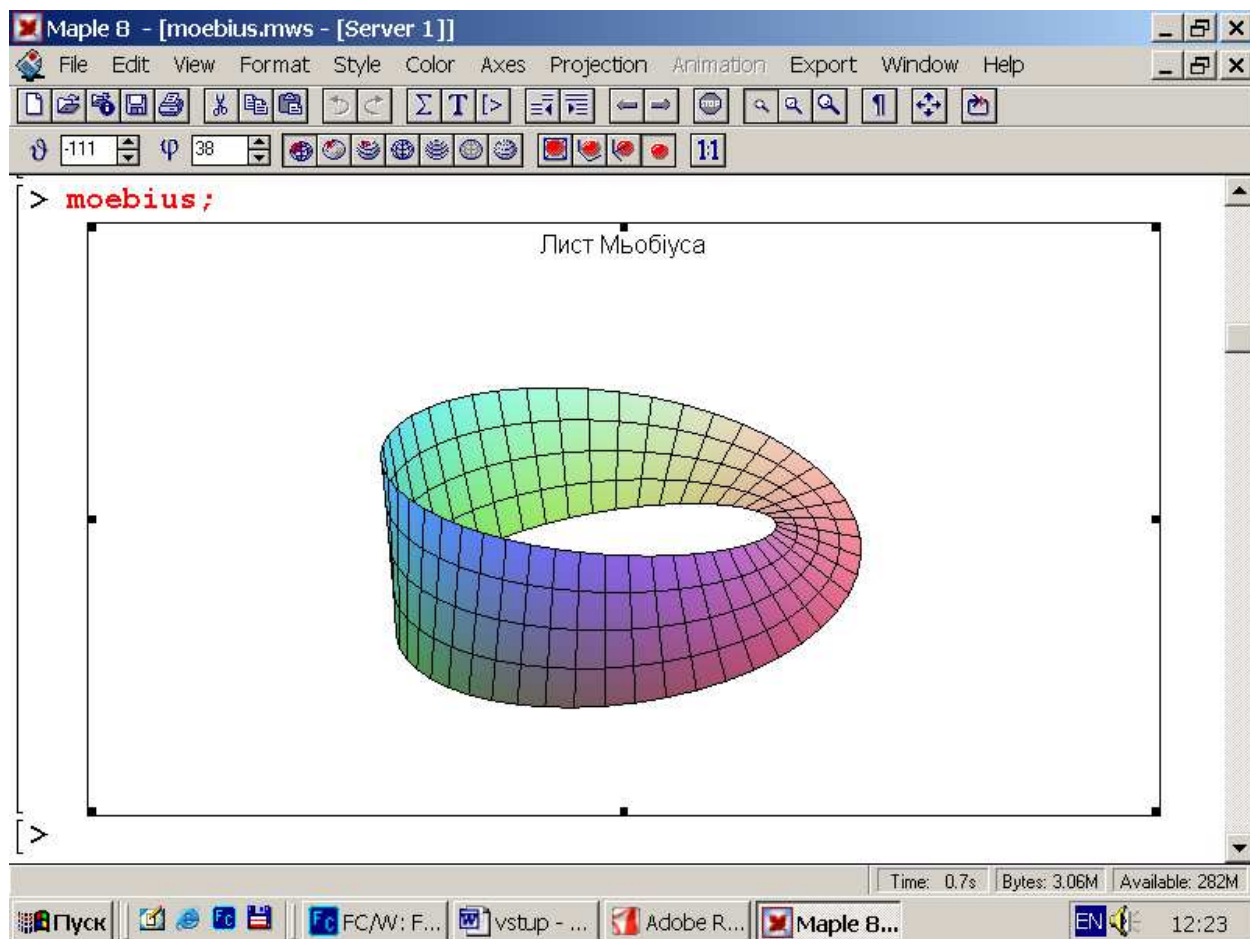 Maple 8 - [moebius.mws - [Server 1]]
File Edit View Format Style Color Axes Projection Animation Export Window Help
ϑ -111 φ 38 1:1
> moebius;
Лист Мьобіуса
>
Time: 0.7s Bytes: 3.06M Available: 282M
Пуск FC/W: F... vstup - ... Adobe R... Maple 8... EN 12:23